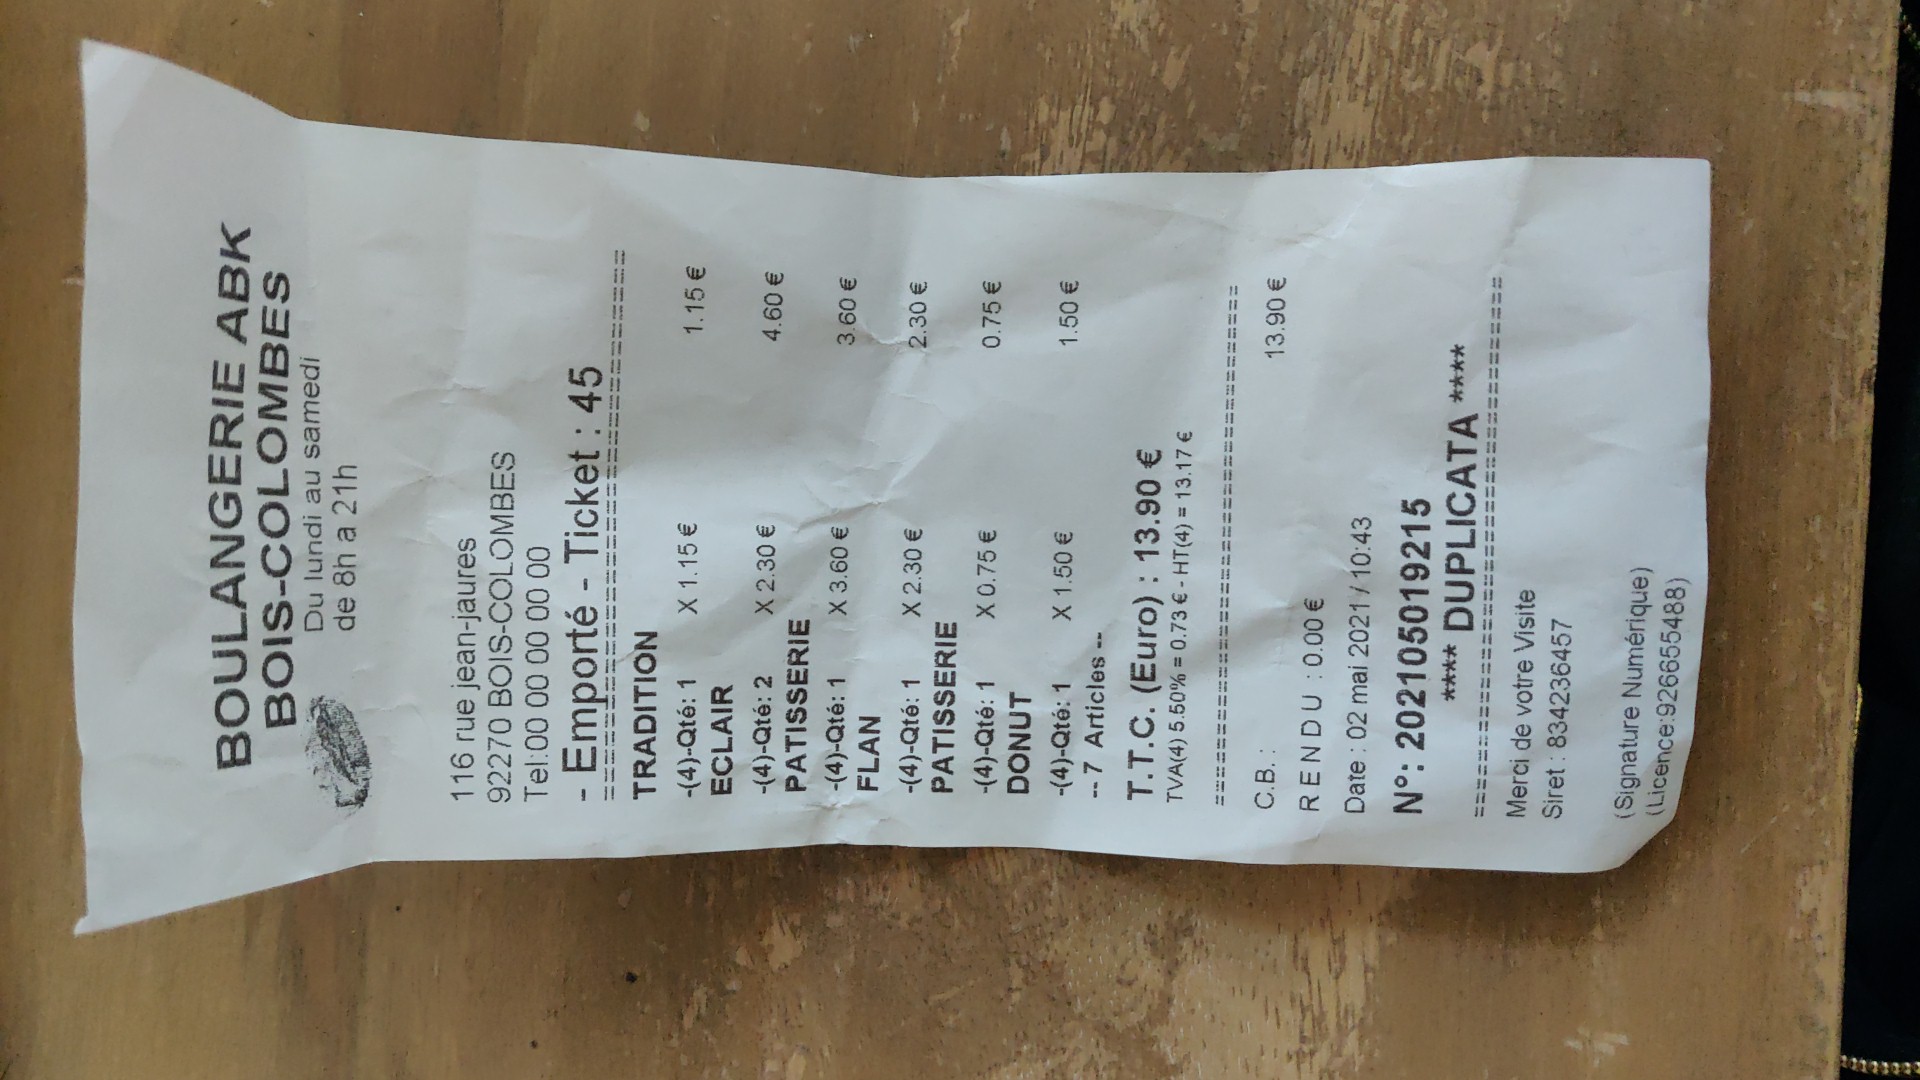 BOULANGERIE ABK
BOIS-COLOMBES
Du lundi au samedi
de 8h a 21h
116 rue jean-jaures
92270 BOIS-COLOMBES
Tel:00 00 00 00 00
- Emporté - Ticket : 45
TRADITION
-(4)-Qté: 1 X 1.15 € 1.15 €
ECLAIR
-(4)-Qté: 2 X 2.30 € 4.60 €
PATISSERIE
-(4)-Qté: 1 X 3.60 € 3.60 €
FLAN
-(4)-Qté: 1 X 2.30 € 2.30 €
PATISSERIE
-(4)-Qté: 1 X 0.75 € 0.75 €
DONUT
-(4)-Qté: 1 X 1.50 € 1.50 €
-- 7 Articles --
T.T.C. (Euro) : 13.90 €
TVA(4) 5.50% = 0.73 € - HT(4) = 13.17 €
C.B. : 13.90 €
R E N D U : 0.00 €
Date : 02 mai 2021 / 10:43
N°: 202105019215
**** DUPLICATA ****
Merci de votre Visite
Siret : 834236457
(Signature Numérique)
(Licence:9266655488)